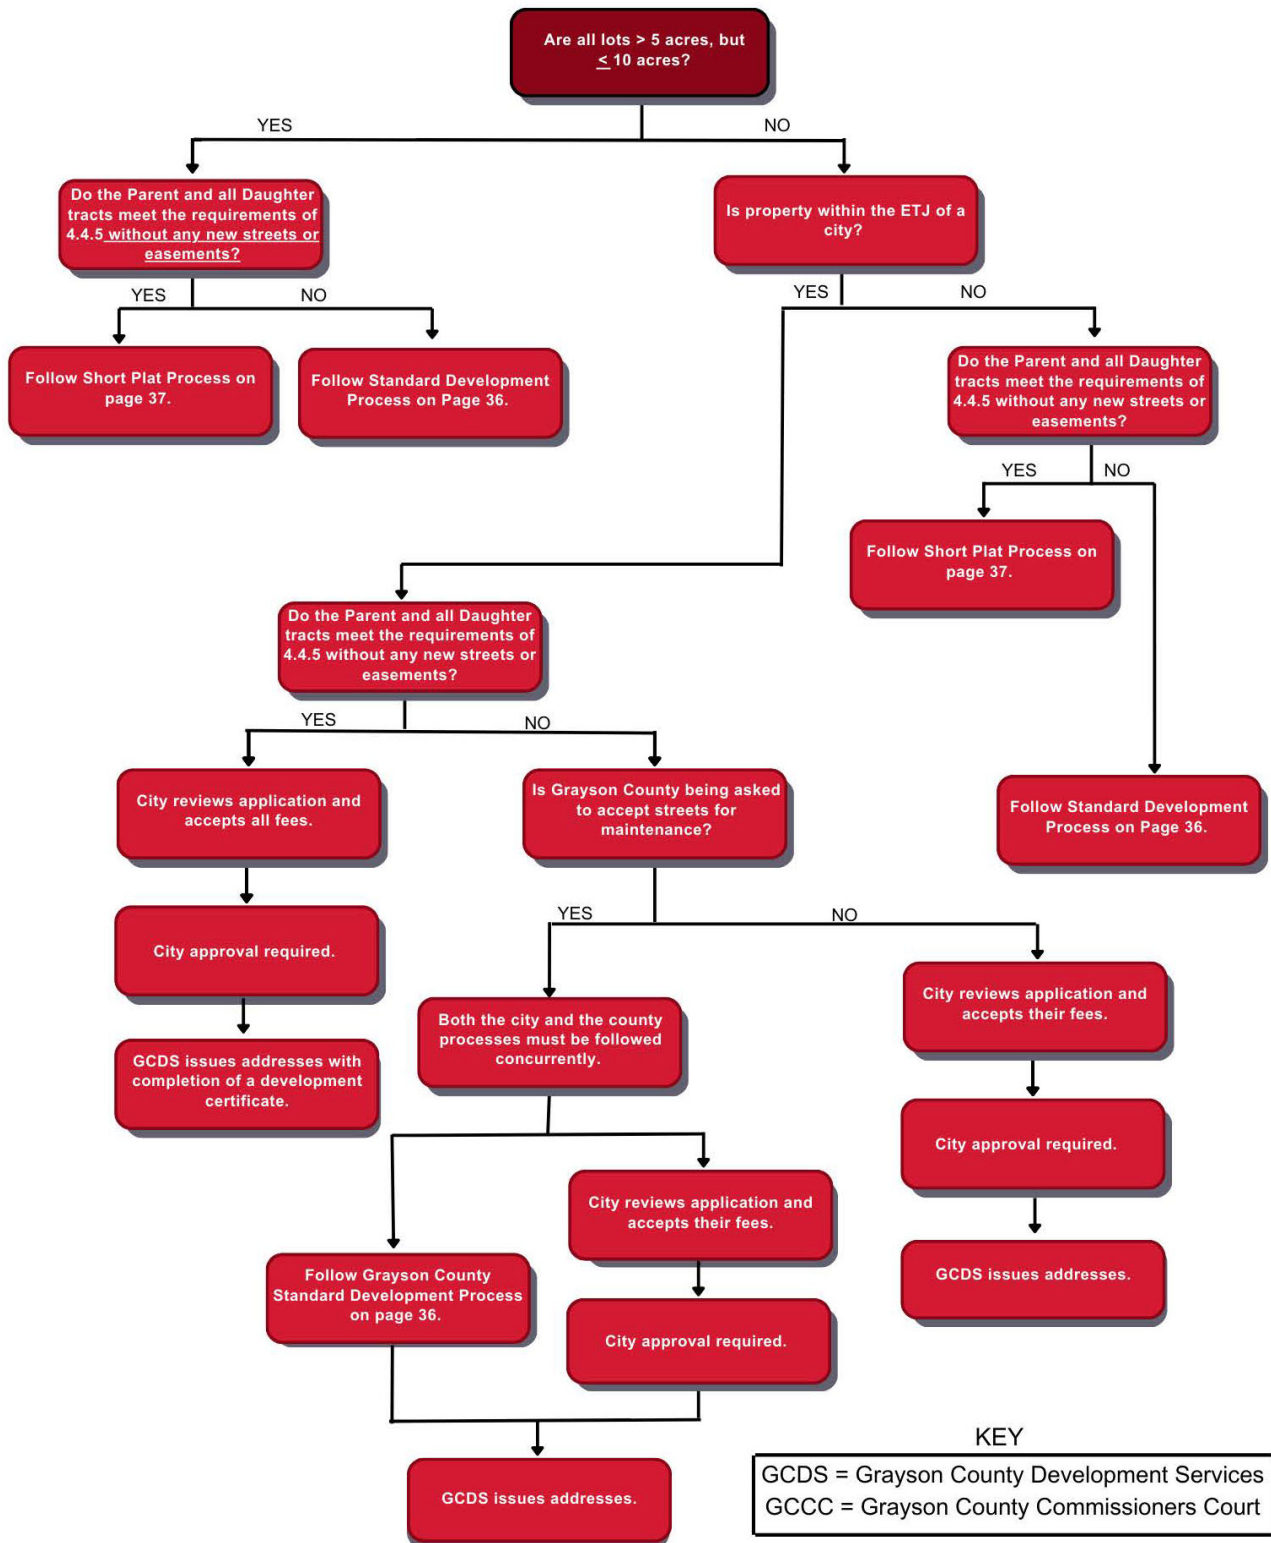 Are all lots > 5 acres, but
< 10 acres?
YES
NO
Do the Parent and all Daughter
tracts meet the requirements of
4.4.5 without any new streets or
easements?
Is property within the ETJ of a
city?
YES
NO
YES
NO
Follow Short Plat Process on
page 37.
Follow Standard Development
Process on Page 36.
Do the Parent and all Daughter
tracts meet the requirements of
4.4.5 without any new streets or
easements?
YES
NO
Follow Short Plat Process on
page 37.
Do the Parent and all Daughter
tracts meet the requirements of
4.4.5 without any new streets or
easements?
YES
NO
City reviews application and
accepts all fees.
Is Grayson County being asked
to accept streets for
maintenance?
Follow Standard Development
Process on Page 36.
City approval required.
YES
NO
GCDS issues addresses with
completion of a development
certificate.
Both the city and the county
processes must be followed
concurrently.
City reviews application and
accepts their fees.
City approval required.
City reviews application and
accepts their fees.
Follow Grayson County
Standard Development Process
on page 36.
GCDS issues addresses.
City approval required.
GCDS issues addresses.
KEY
GCDS = Grayson County Development Services
GCCC = Grayson County Commissioners Court